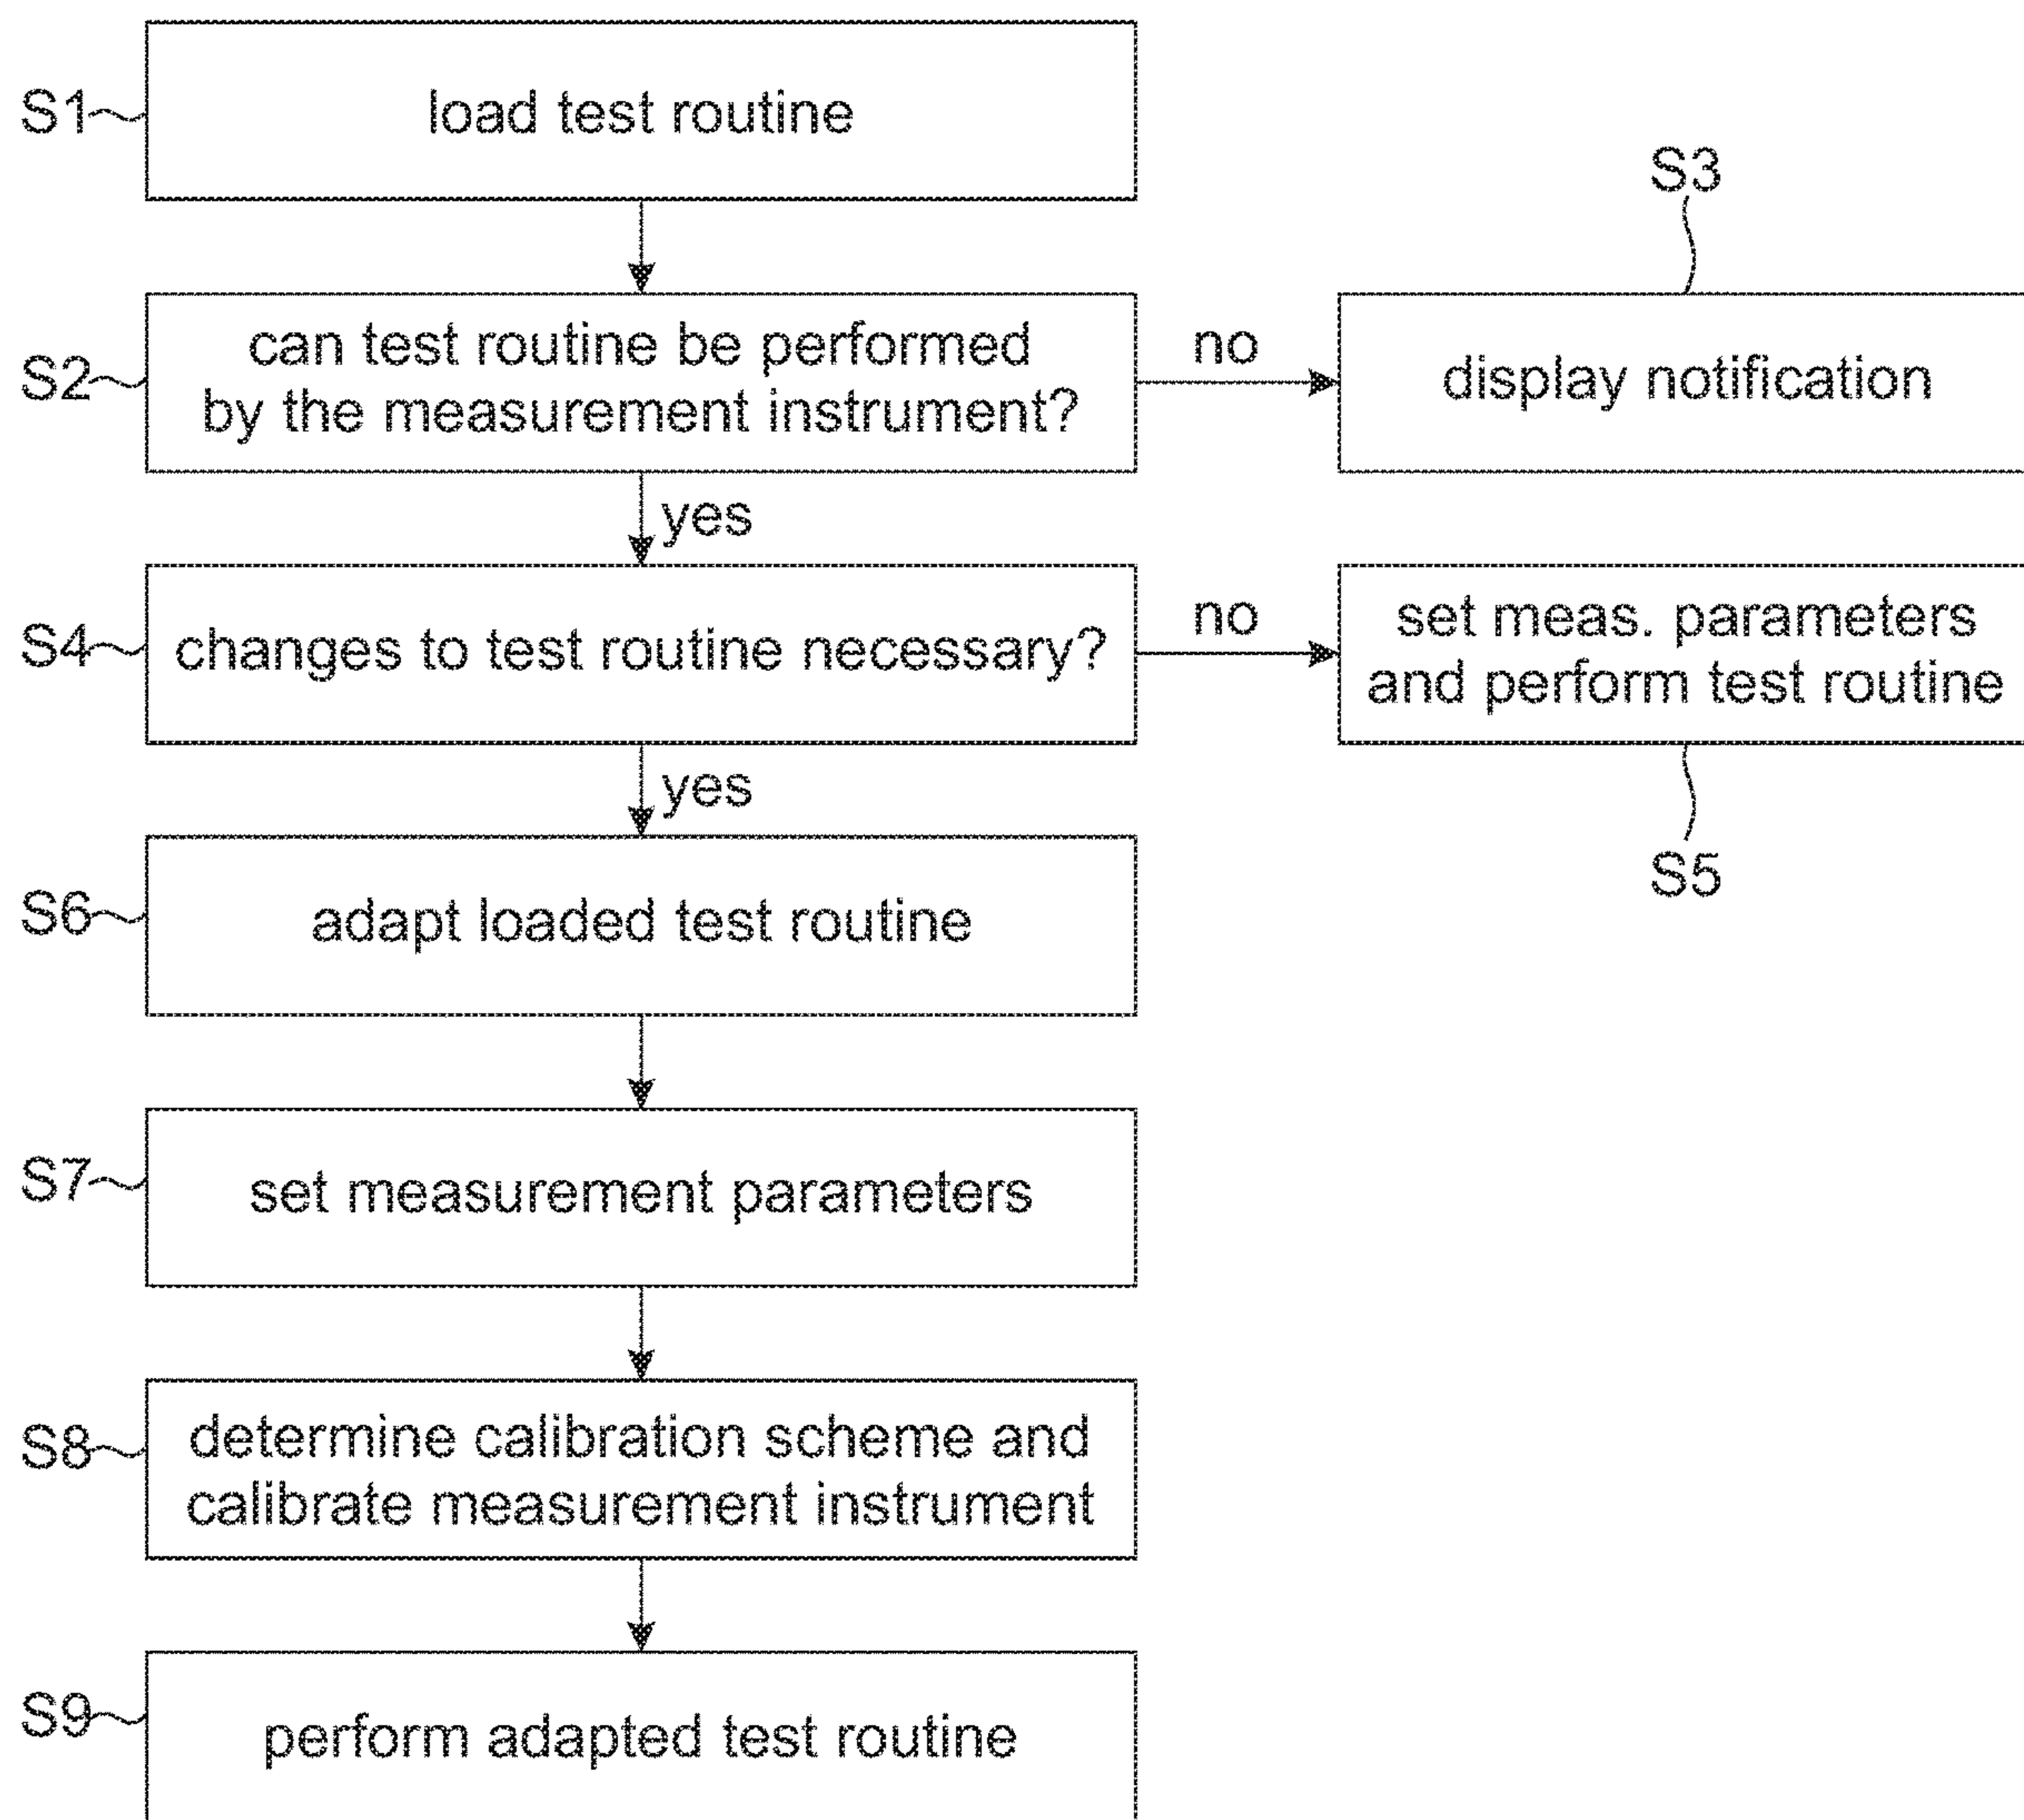 S1
load test routine
S3
S2
can test routine be performed
by the measurement instrument?
no
display notification
yes
S4
changes to test routine necessary?
no
set meas. parameters
and perform test routine
yes
S5
S6
adapt loaded test routine
S7
set measurement parameters
S8
determine calibration scheme and
calibrate measurement instrument
S9
perform adapted test routine